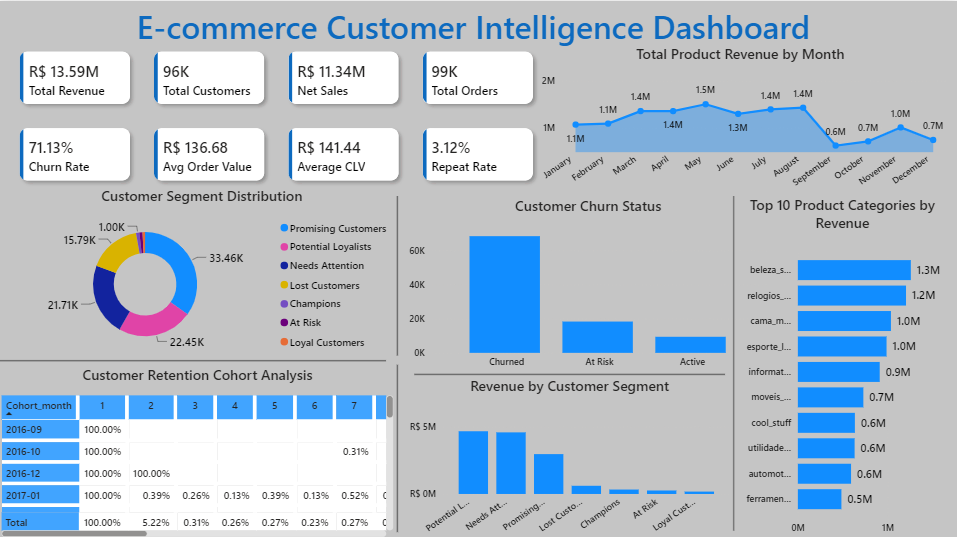 E-commerce Customer Intelligence Dashboard
R$ 13.59M
Total Revenue
96K
Total Customers
R$ 11.34M
Net Sales
99K
Total Orders
71.13%
Churn Rate
R$ 136.68
Avg Order Value
R$ 141.44
Average CLV
3.12%
Repeat Rate
Total Product Revenue by Month
2M
1M
1.1M
1.1M
1.4M
1.4M
1.5M
1.3M
1.4M
1.4M
0.6M
0.7M
1.0M
0.7M
January
February
March
April
May
June
July
August
September
October
November
December
Customer Segment Distribution
1.00K
15.79K
21.71K
22.45K
33.46K
Promising Customers
Potential Loyalists
Needs Attention
Lost Customers
Champions
At Risk
Loyal Customers
Customer Churn Status
60K
40K
20K
0K
Churned
At Risk
Active
Top 10 Product Categories by
Revenue
beleza_s... 1.3M
relogios_... 1.2M
cama_m... 1.0M
esporte_l... 1.0M
informat... 0.9M
moveis_... 0.7M
cool_stuff 0.6M
utilidade... 0.6M
automot... 0.6M
ferramen... 0.5M
0M 1M
Customer Retention Cohort Analysis
Cohort_month 1 2 3 4 5 6 7
2016-09 100.00%
2016-10 100.00% 0.31%
2016-12 100.00% 100.00%
2017-01 100.00% 0.39% 0.26% 0.13% 0.39% 0.13% 0.52% 0
Total 100.00% 5.22% 0.31% 0.26% 0.27% 0.23% 0.27% 0
Revenue by Customer Segment
R$ 5M
R$ 0M
Potential L...
Needs Att...
Promising...
Lost Custo...
Champions
At Risk
Loyal Cust...